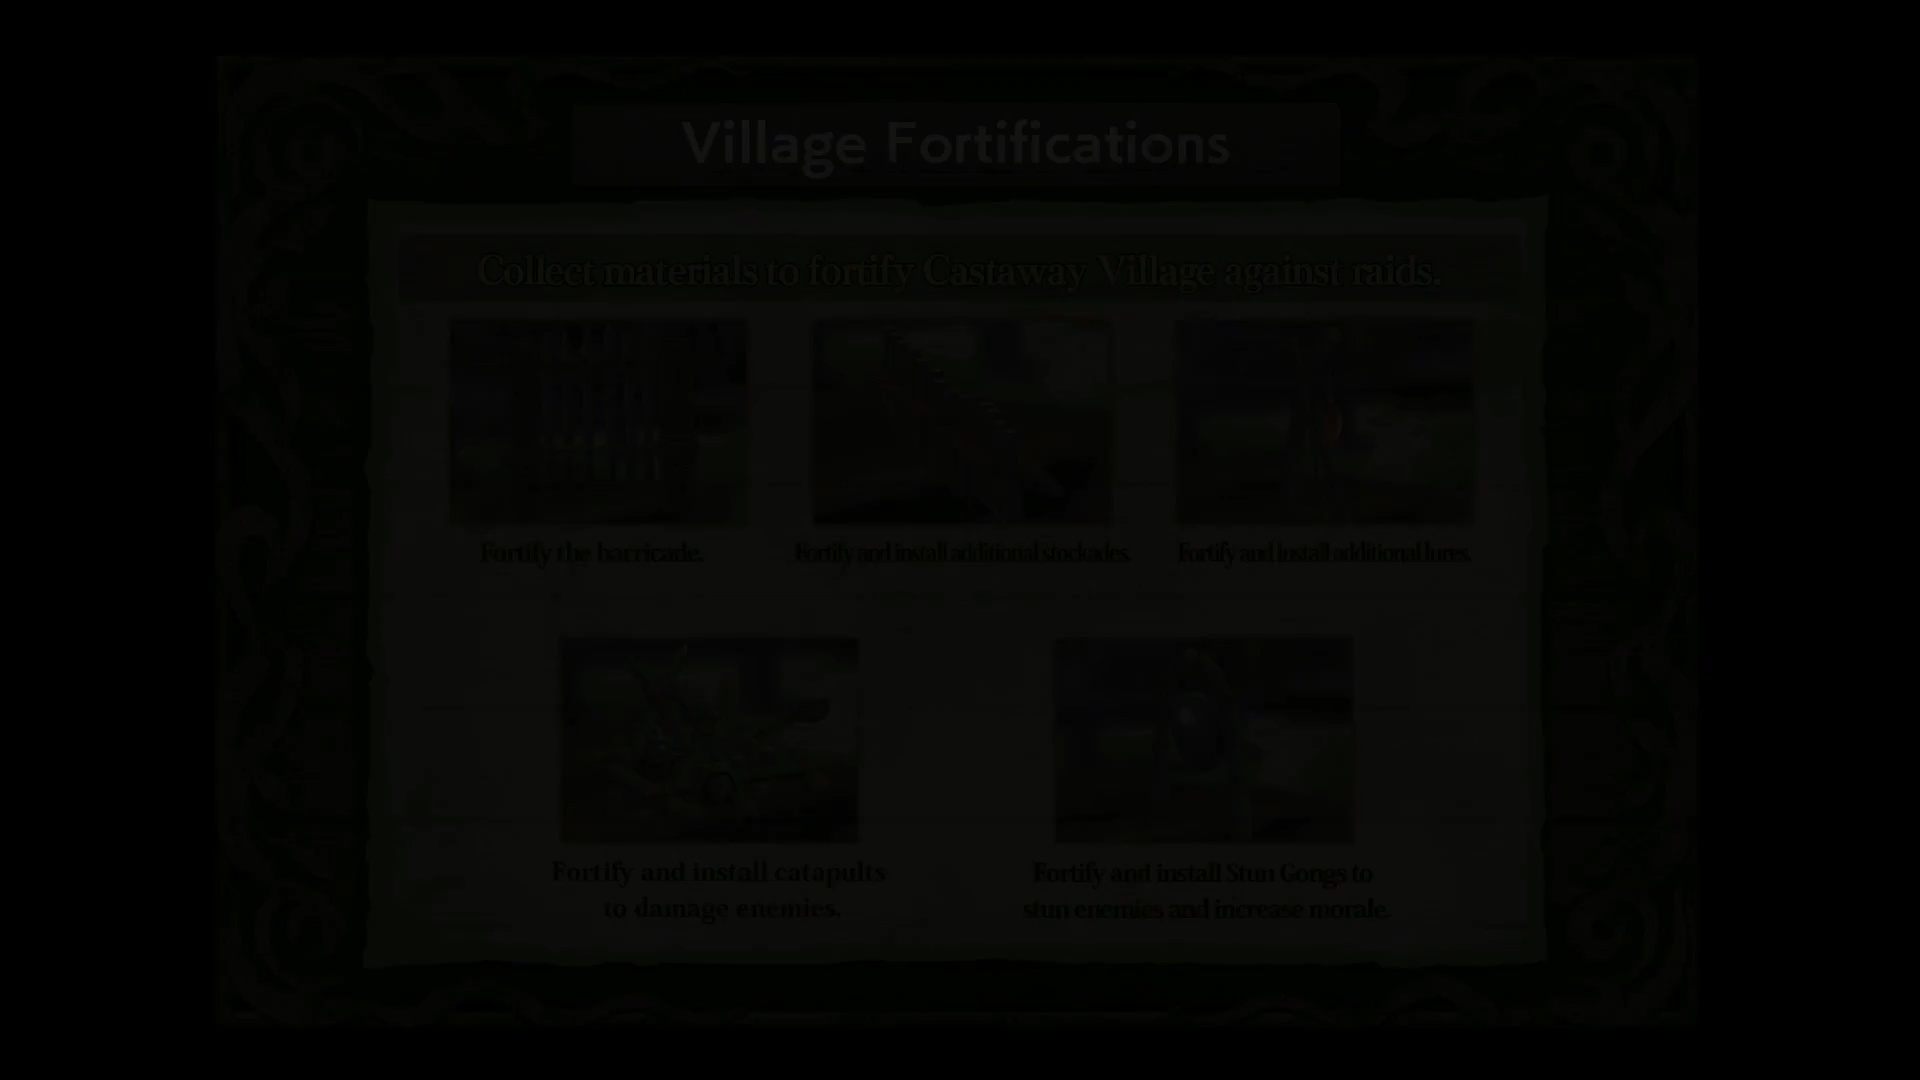 Village Fortifications
Collect materials to fortify Castaway Village against raids.
Fortify the barricade.
Fortify and install additional stockades.
Fortify and install additional lures.
Fortify and install catapults
to damage enemies.
Fortify and install Stun Gongs to
stun enemies and increase morale.